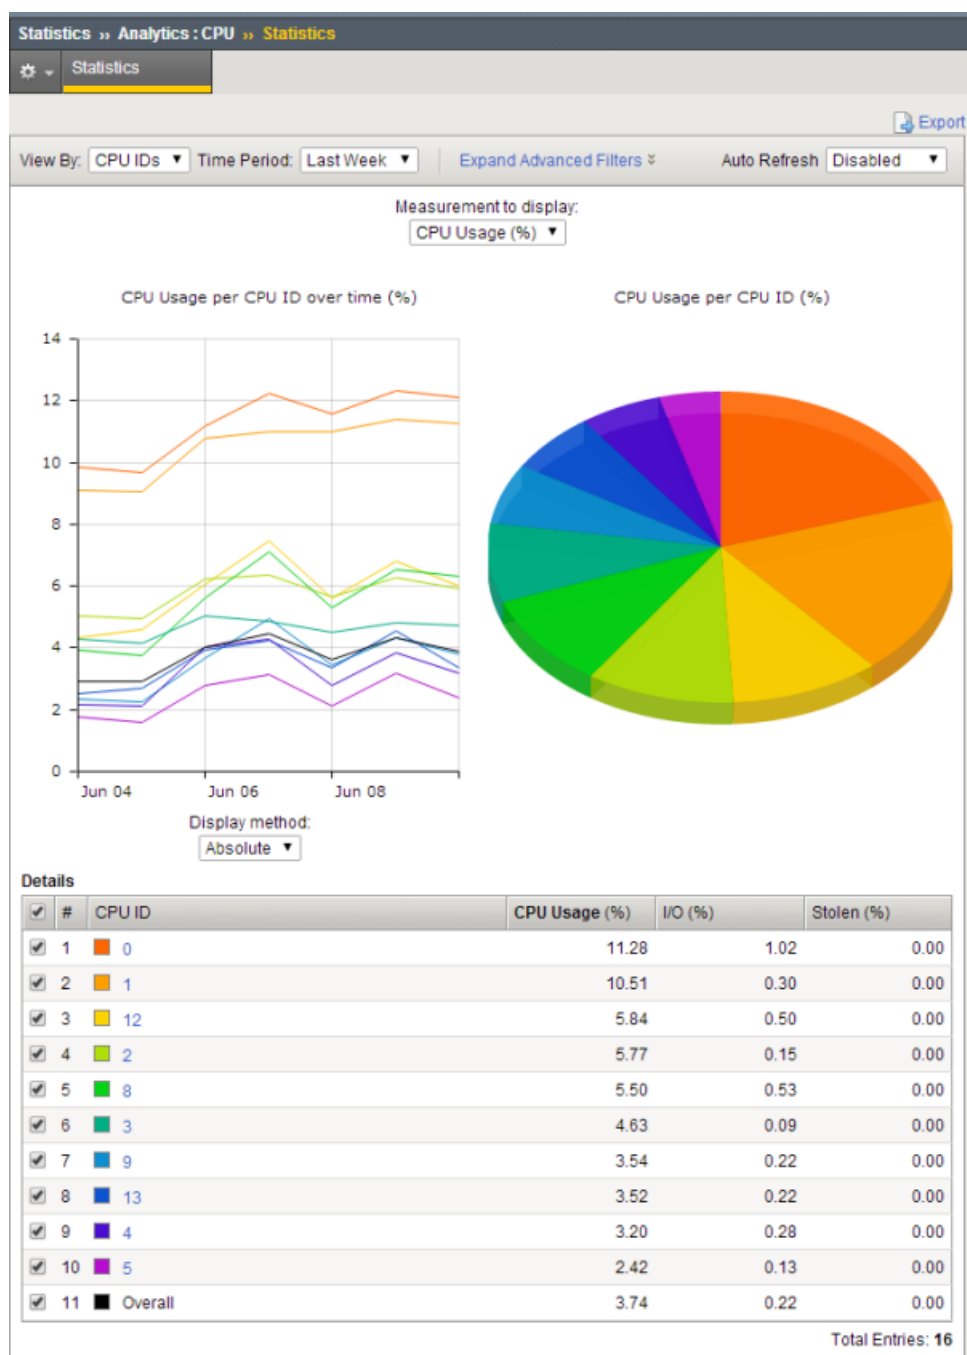 Statistics ›› Analytics : CPU ›› Statistics
Statistics
Export
View By: CPU IDs Time Period: Last Week Expand Advanced Filters Auto Refresh Disabled
Measurement to display:
CPU Usage (%)
CPU Usage per CPU ID over time (%) CPU Usage per CPU ID (%)
14
12
10
8
6
4
2
0
Jun 04 Jun 06 Jun 08
Display method:
Absolute
Details
# CPU ID CPU Usage (%) I/O (%) Stolen (%)
1 0 11.28 1.02 0.00
2 1 10.51 0.30 0.00
3 12 5.84 0.50 0.00
4 2 5.77 0.15 0.00
5 8 5.50 0.53 0.00
6 3 4.63 0.09 0.00
7 9 3.54 0.22 0.00
8 13 3.52 0.22 0.00
9 4 3.20 0.28 0.00
10 5 2.42 0.13 0.00
11 Overall 3.74 0.22 0.00
Total Entries: 16